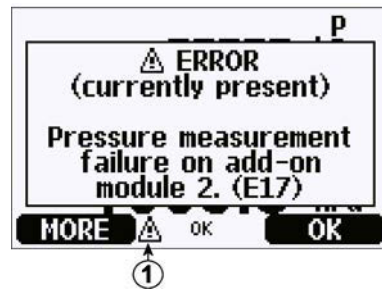 P
⚠ ERROR
(currently present)
Pressure measurement
failure on add-on
module 2. (E17)
MORE ⚠ OK OK
1